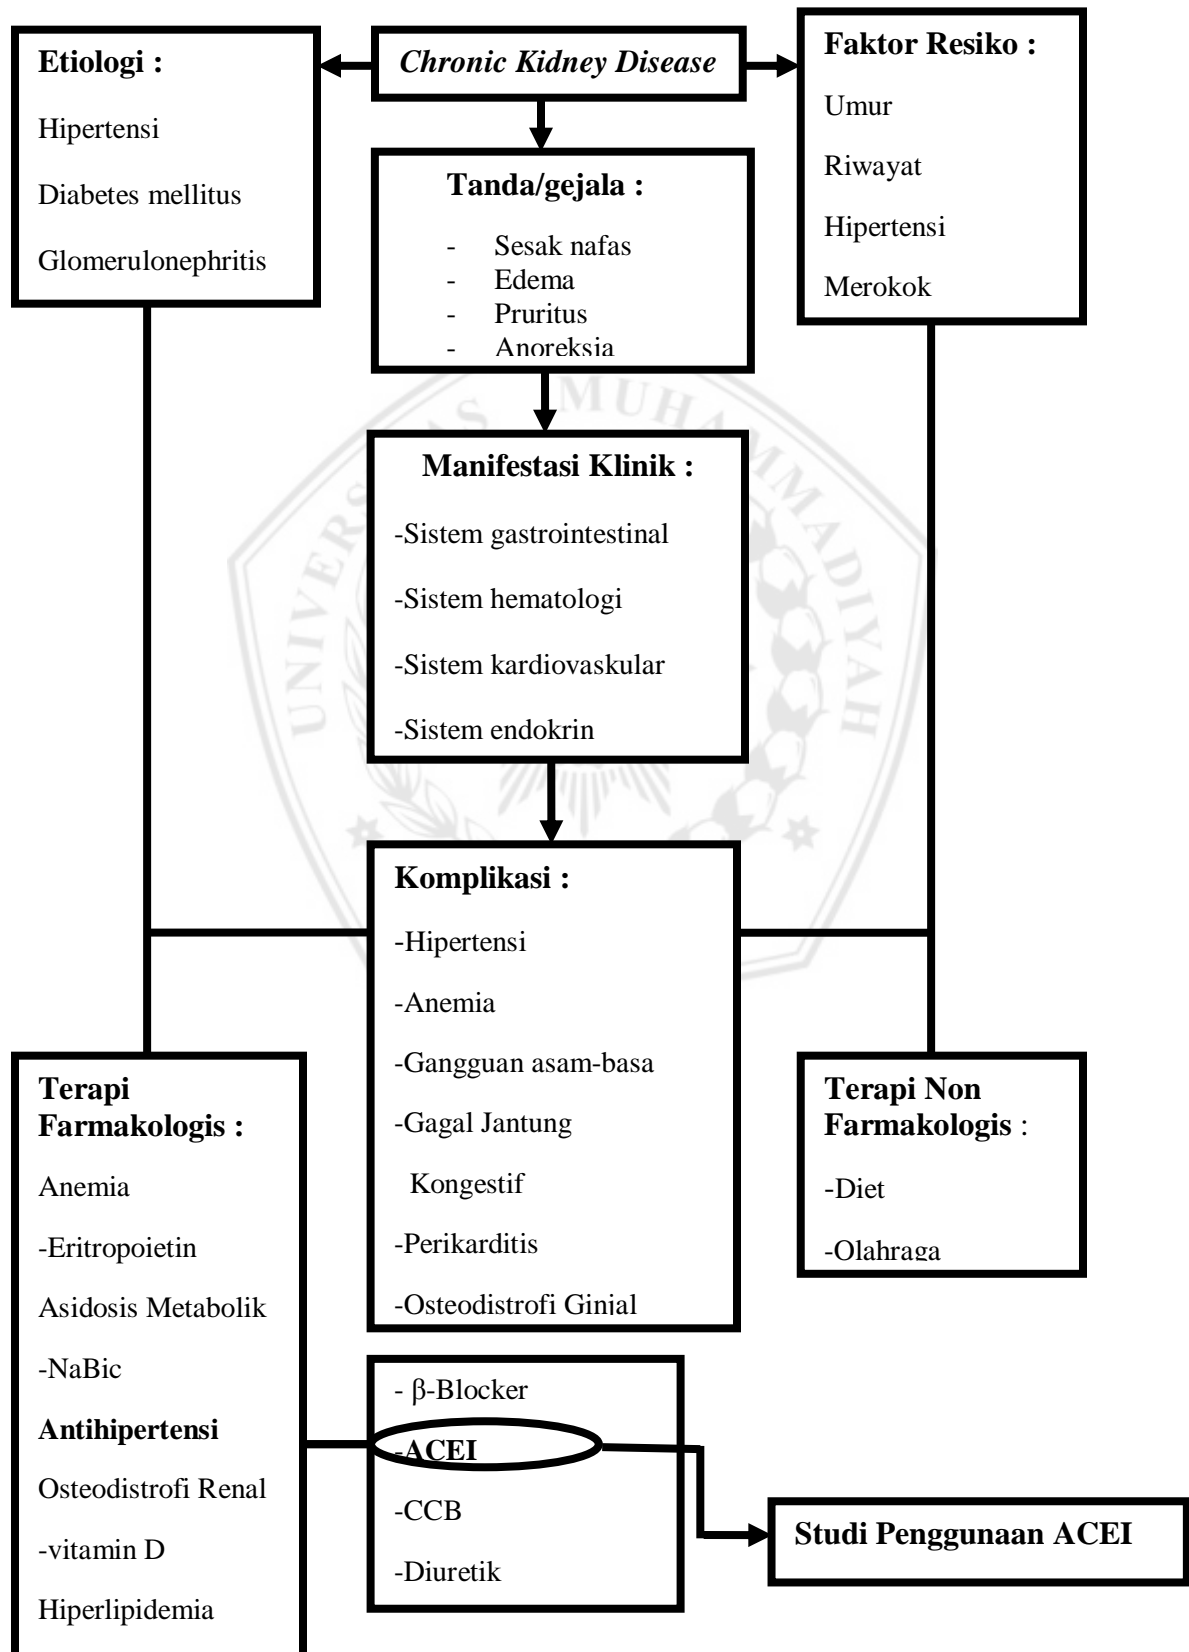 Chronic Kidney Disease
Etiologi :
Hipertensi
Diabetes mellitus
Glomerulonephritis
Faktor Resiko :
Umur
Riwayat
Hipertensi
Merokok
Tanda/gejala :
- Sesak nafas
- Edema
- Pruritus
- Anoreksia
Manifestasi Klinik :
-Sistem gastrointestinal
-Sistem hematologi
-Sistem kardiovaskular
-Sistem endokrin
Komplikasi :
-Hipertensi
-Anemia
-Gangguan asam-basa
-Gagal Jantung
Kongestif
-Perikarditis
-Osteodistrofi Ginjal
Terapi
Farmakologis :
Anemia
-Eritropoietin
Asidosis Metabolik
-NaBic
Antihipertensi
Osteodistrofi Renal
-vitamin D
Hiperlipidemia
Terapi Non
Farmakologis :
-Diet
-Olahraga
- β-Blocker
-ACEI
-CCB
-Diuretik
Studi Penggunaan ACEI
UNIVERSITAS MUHAMMADIYAH